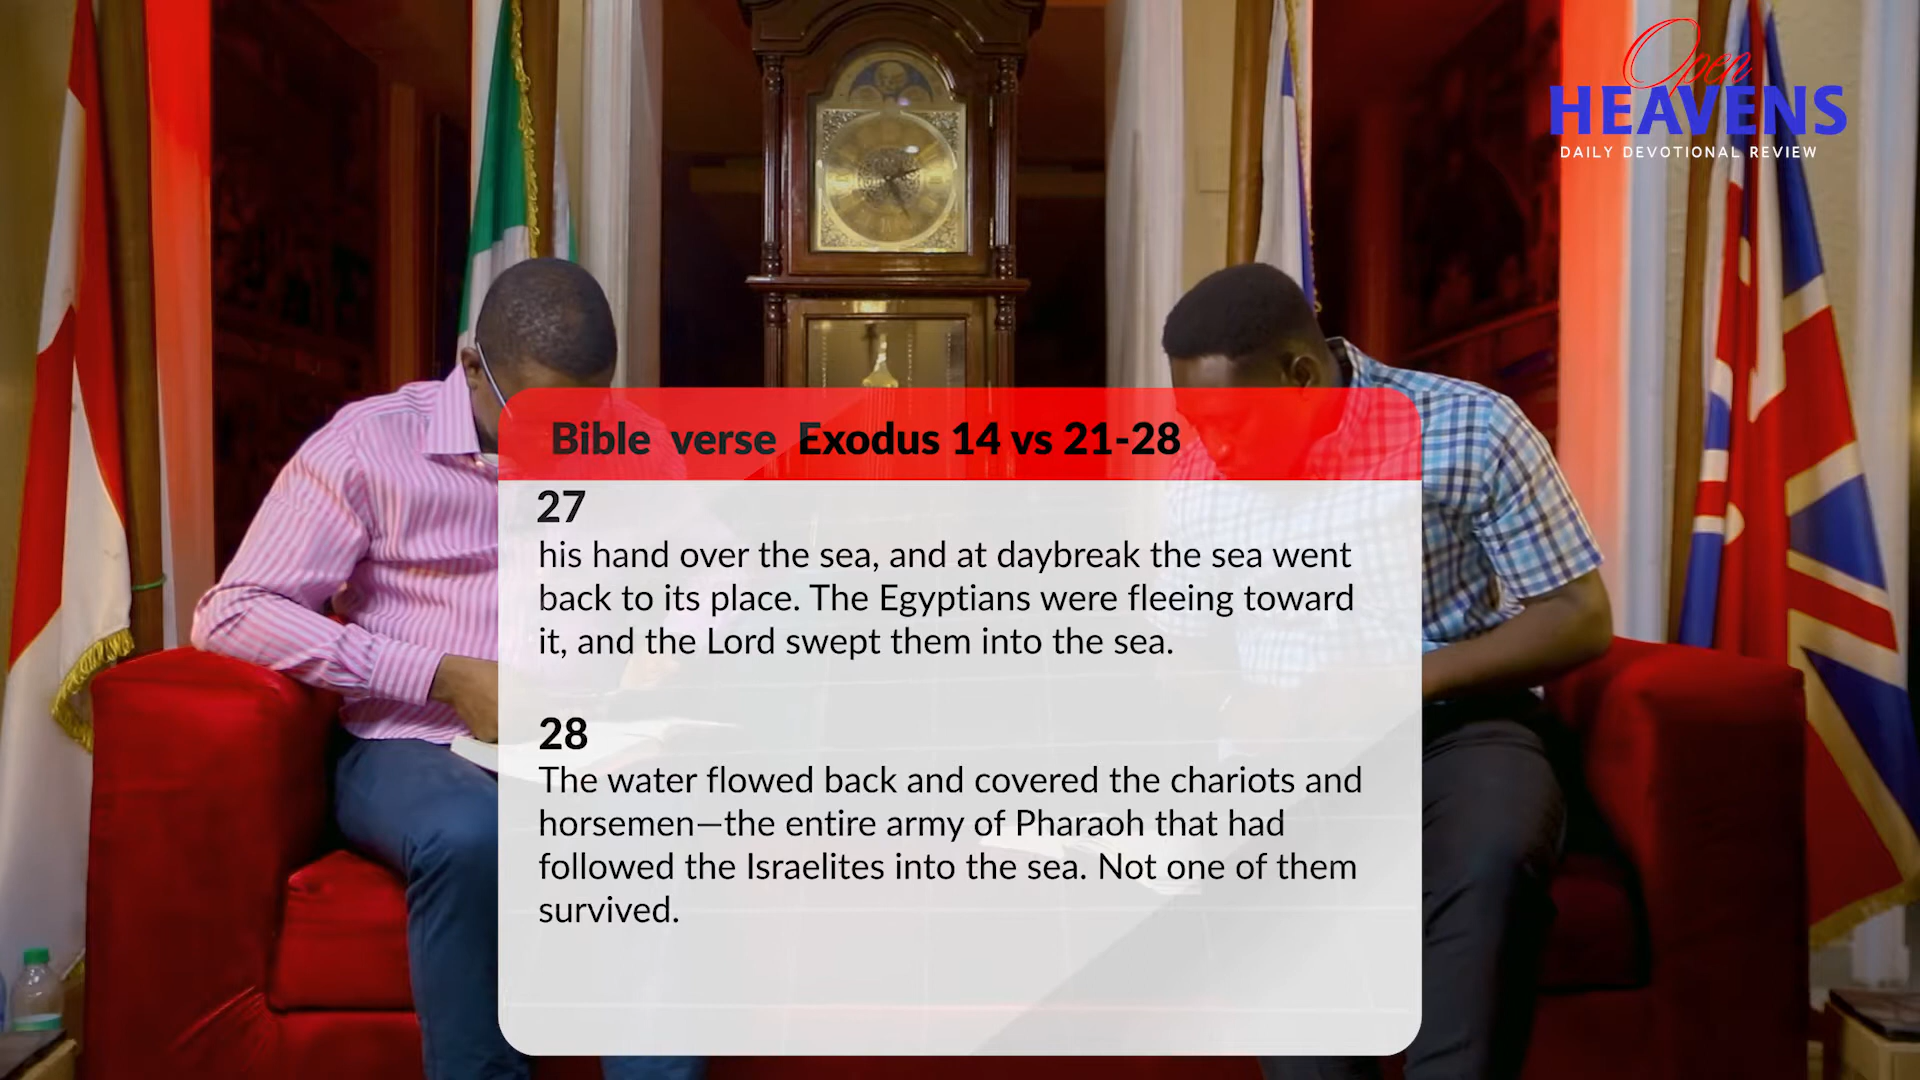 Open
HEAVENS
DAILY DEVOTIONAL REVIEW
Bible verse Exodus 14 vs 21-28
27
his hand over the sea, and at daybreak the sea went
back to its place. The Egyptians were fleeing toward
it, and the Lord swept them into the sea.
28
The water flowed back and covered the chariots and
horsemen—the entire army of Pharaoh that had
followed the Israelites into the sea. Not one of them
survived.